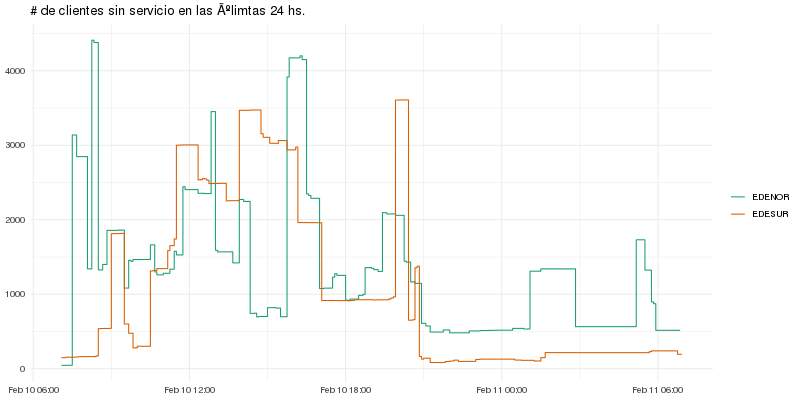 # de clientes sin servicio en las Ãºlimtas 24 hs.
4000
3000
2000
1000
0
Feb 10 06:00 Feb 10 12:00 Feb 10 18:00 Feb 11 00:00 Feb 11 06:00
EDENOR
EDESUR